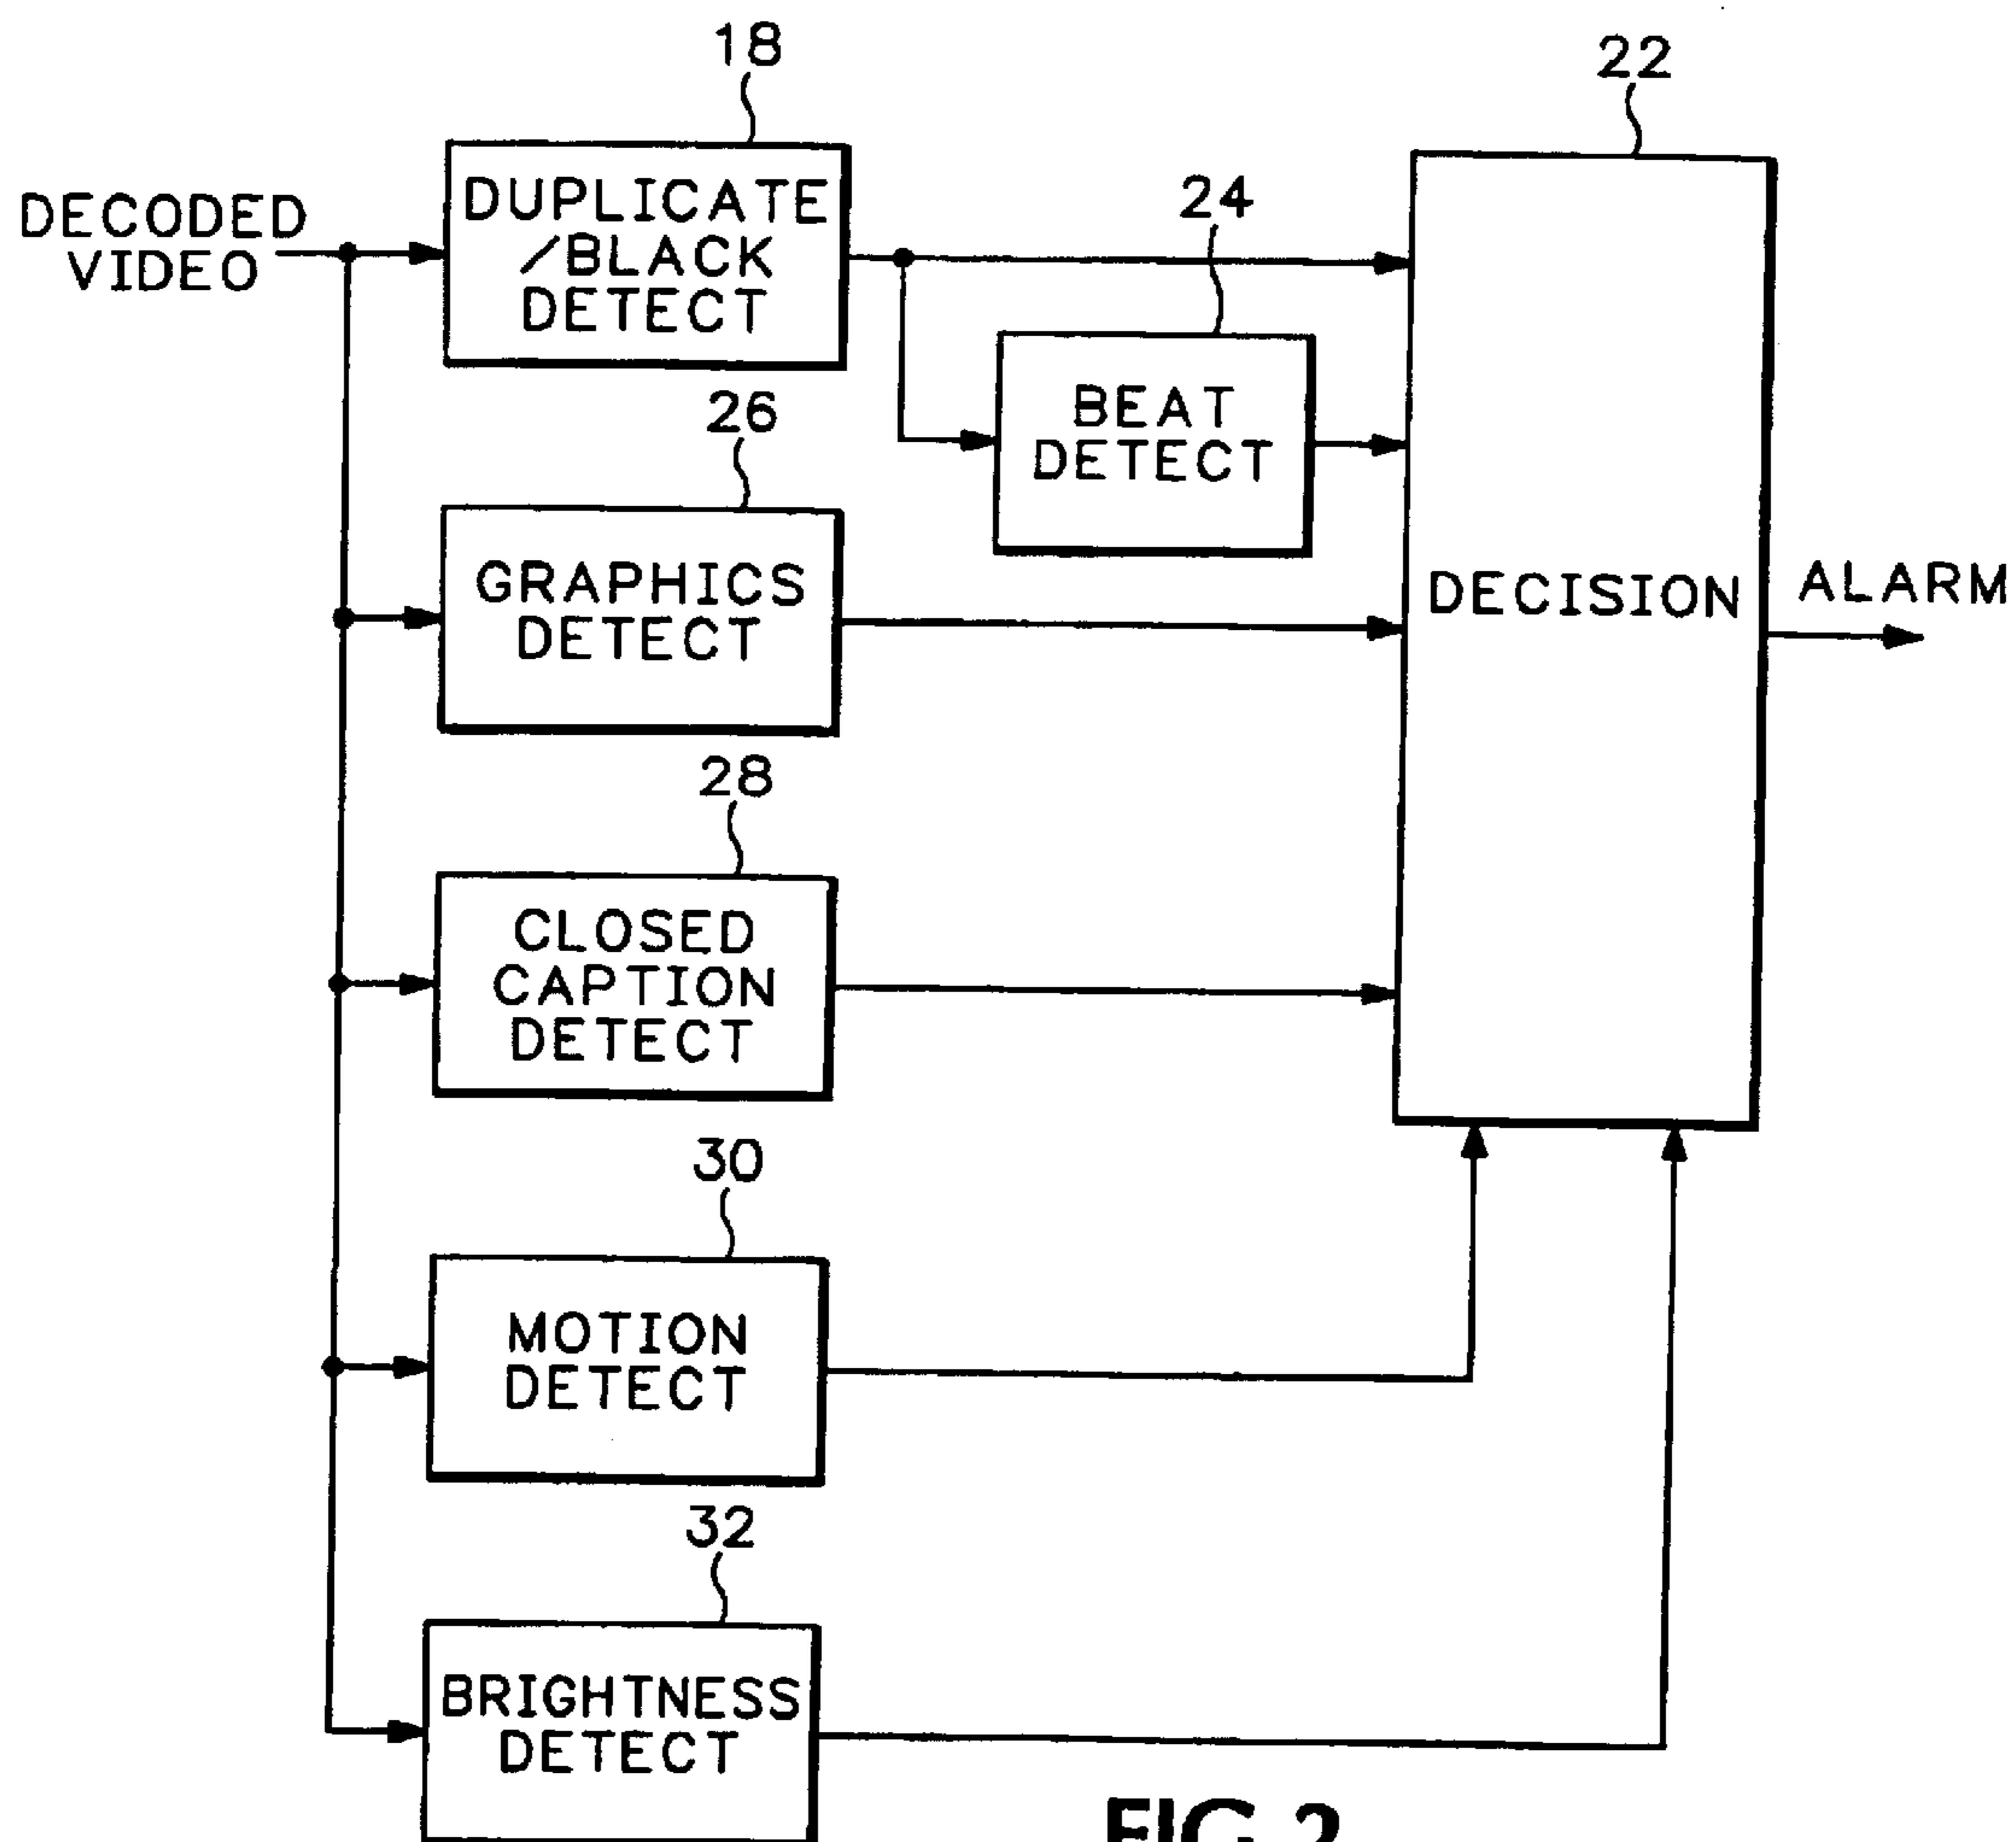 18
22
DECODED
VIDEO
DUPLICATE
/BLACK
DETECT
24
BEAT
DETECT
26
GRAPHICS
DETECT
DECISION
ALARM
28
CLOSED
CAPTION
DETECT
30
MOTION
DETECT
32
BRIGHTNESS
DETECT
FIG.2